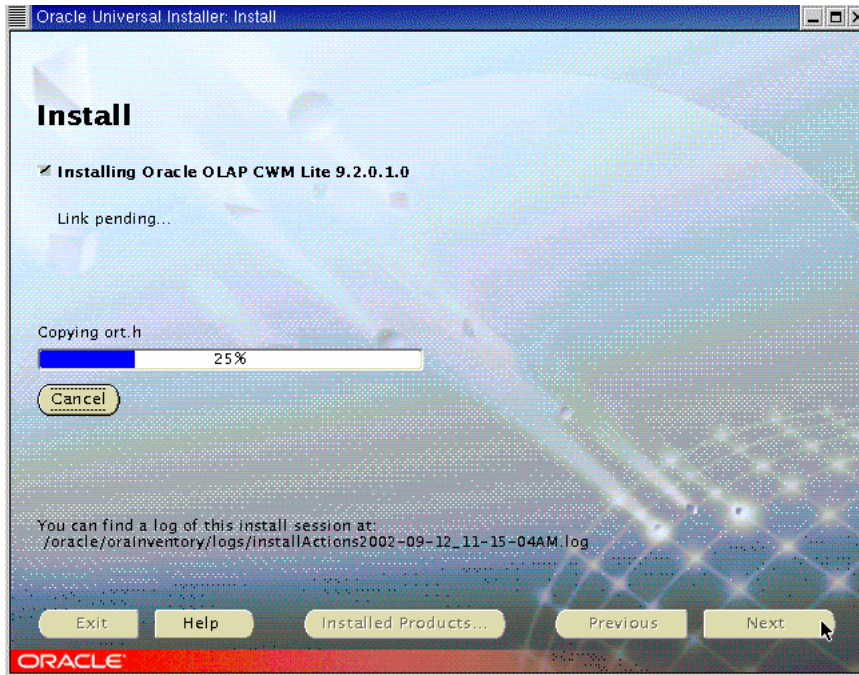 Oracle Universal Installer: Install
Install
Installing Oracle OLAP CWM Lite 9.2.0.1.0
Link pending...
Copying ort.h
25%
Cancel
You can find a log of this install session at:
/oracle/oraInventory/logs/installActions2002-09-12_11-15-04AM.log
Exit Help Installed Products... Previous Next
ORACLE